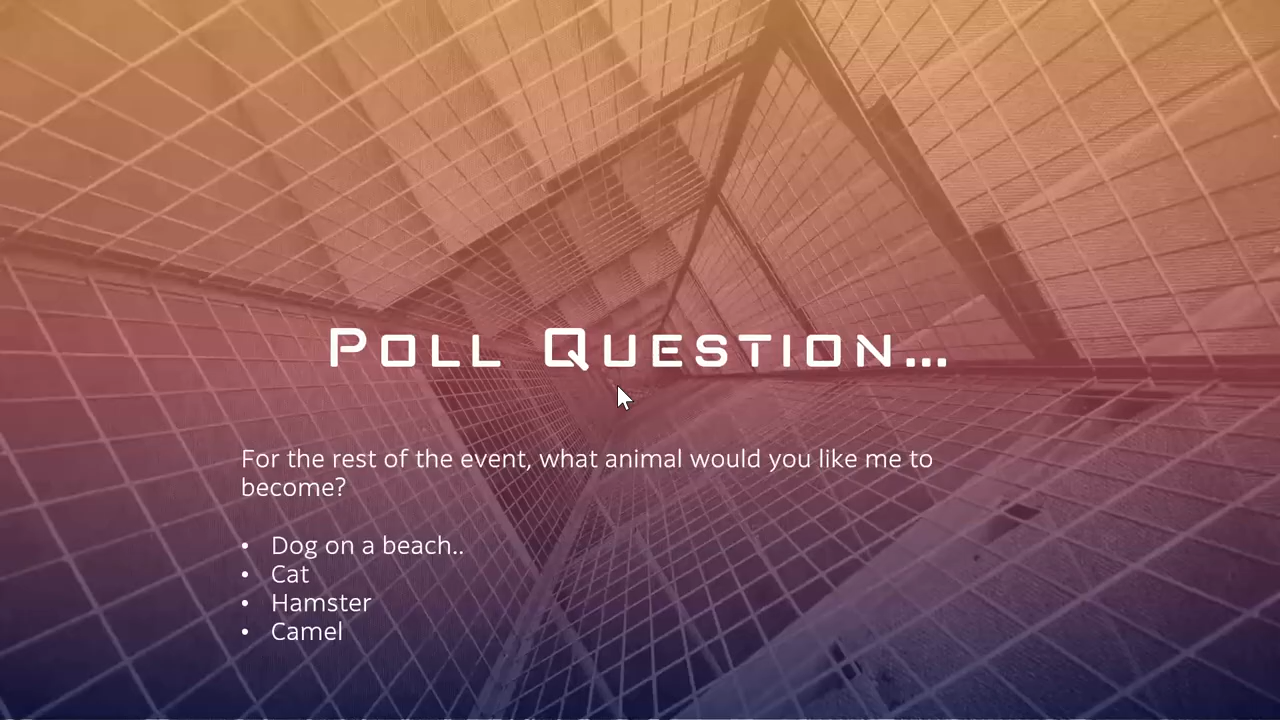 Poll Question...
For the rest of the event, what animal would you like me to
become?
• Dog on a beach..
• Cat
• Hamster
• Camel